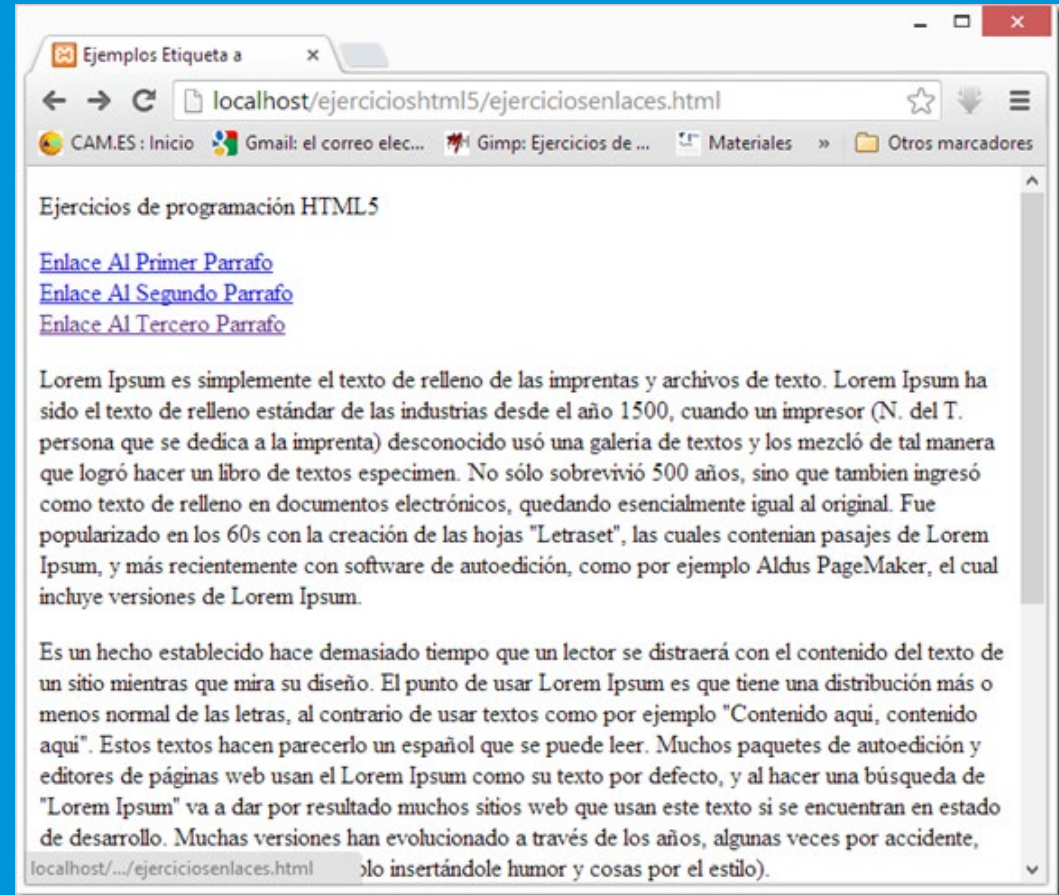 Ejemplos Etiqueta a
localhost/ejercicioshtml5/ejerciciosenlaces.html
CAM.ES : Inicio Gmail: el correo elec... Gimp: Ejercicios de ... Materiales » Otros marcadores
Ejercicios de programación HTML5
Enlace Al Primer Parrafo
Enlace Al Segundo Parrafo
Enlace Al Tercero Parrafo
Lorem Ipsum es simplemente el texto de relleno de las imprentas y archivos de texto. Lorem Ipsum ha
sido el texto de relleno estándar de las industrias desde el año 1500, cuando un impresor (N. del T.
persona que se dedica a la imprenta) desconocido usó una galería de textos y los mezcló de tal manera
que logró hacer un libro de textos especimen. No sólo sobrevivió 500 años, sino que tambien ingresó
como texto de relleno en documentos electrónicos, quedando esencialmente igual al original. Fue
popularizado en los 60s con la creación de las hojas "Letraset", las cuales contenian pasajes de Lorem
Ipsum, y más recientemente con software de autoedición, como por ejemplo Aldus PageMaker, el cual
incluye versiones de Lorem Ipsum.
Es un hecho establecido hace demasiado tiempo que un lector se distraerá con el contenido del texto de
un sitio mientras que mira su diseño. El punto de usar Lorem Ipsum es que tiene una distribución más o
menos normal de las letras, al contrario de usar textos como por ejemplo "Contenido aquí, contenido
aquí". Estos textos hacen parecerlo un español que se puede leer. Muchos paquetes de autoedición y
editores de páginas web usan el Lorem Ipsum como su texto por defecto, y al hacer una búsqueda de
"Lorem Ipsum" va a dar por resultado muchos sitios web que usan este texto si se encuentran en estado
de desarrollo. Muchas versiones han evolucionado a través de los años, algunas veces por accidente,
localhost/.../ejerciciosenlaces.html olo insertándole humor y cosas por el estilo).